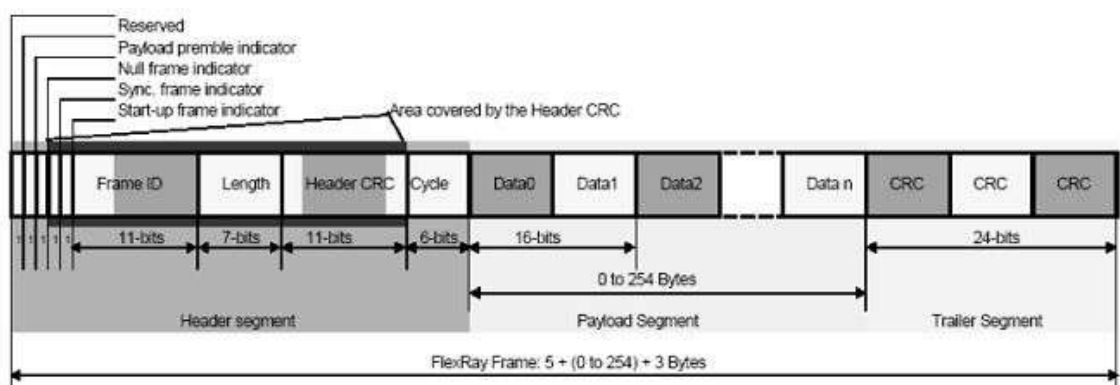 Reserved
Payload premble indicator
Null frame indicator
Sync. frame indicator
Start-up frame indicator
Area covered by the Header CRC
Frame ID Length Header CRC Cycle Data0 Data1 Data2 Data n CRC CRC CRC
1 1 1 1 1 11-bits 7-bits 11-bits 6-bits 16-bits 24-bits
0 to 254 Bytes
Header segment Payload Segment Trailer Segment
FlexRay Frame: 5 + (0 to 254) + 3 Bytes